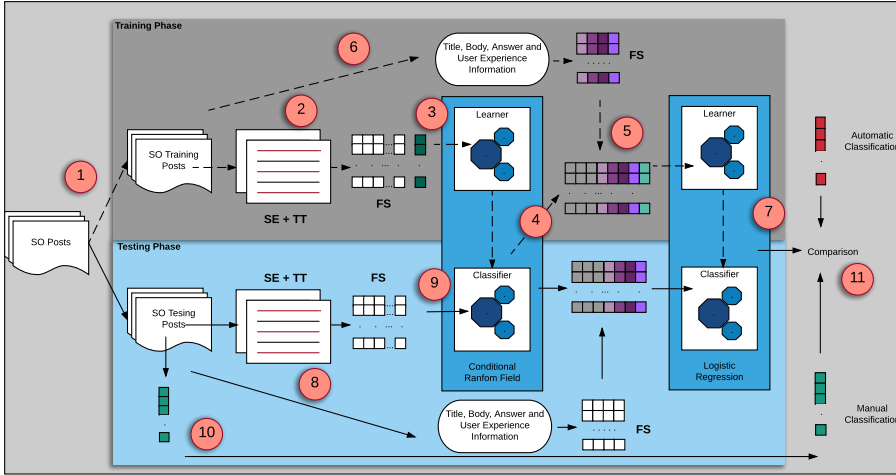 Training Phase
6
Title, Body, Answer and
User Experience
Information
FS
2
3
Learner
5
Learner
Automatic
Classification
1
SO Training
Posts
SE + TT
FS
4
7
SO Posts
Testing Phase
Comparison
SE + TT
FS
9
Classifier
Classifier
11
SO Tesing
Posts
Conditional
Ranfom Field
Logistic
Regression
8
10
Title, Body, Answer and
User Experience
Information
FS
Manual
Classification